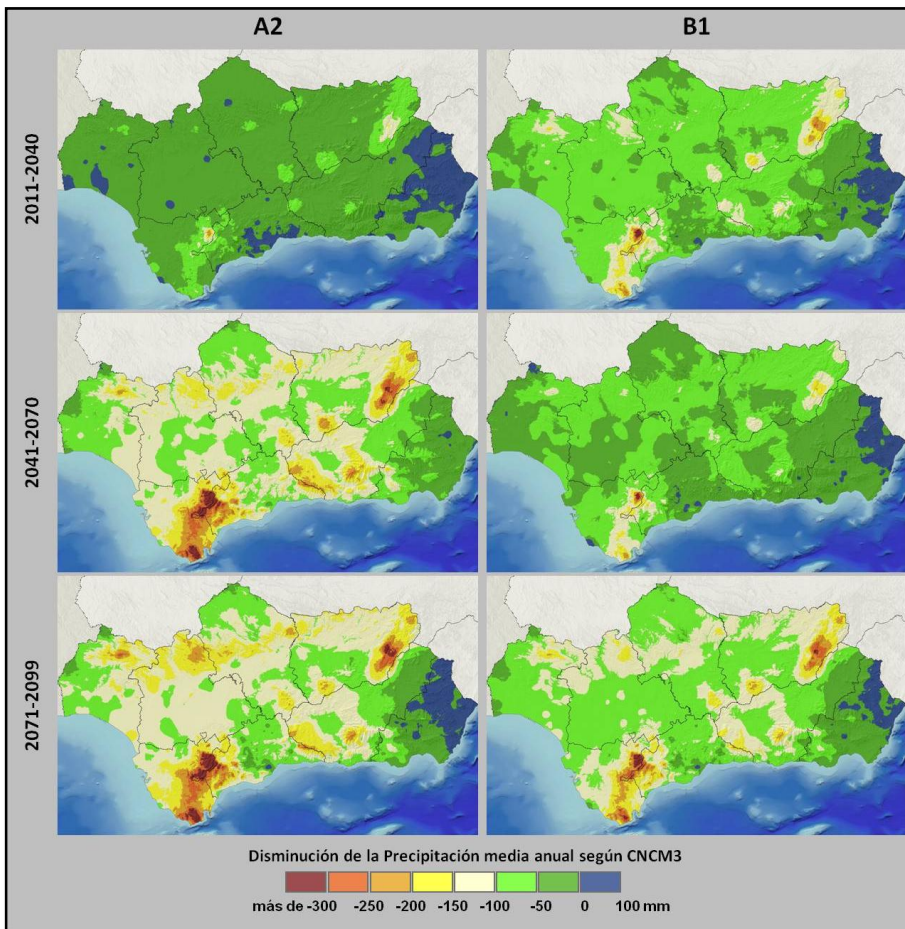 A2
B1
2011-2040
2041-2070
2071-2099
Disminución de la Precipitación media anual según CNCM3
más de -300 -250 -200 -150 -100 -50 0 100 mm